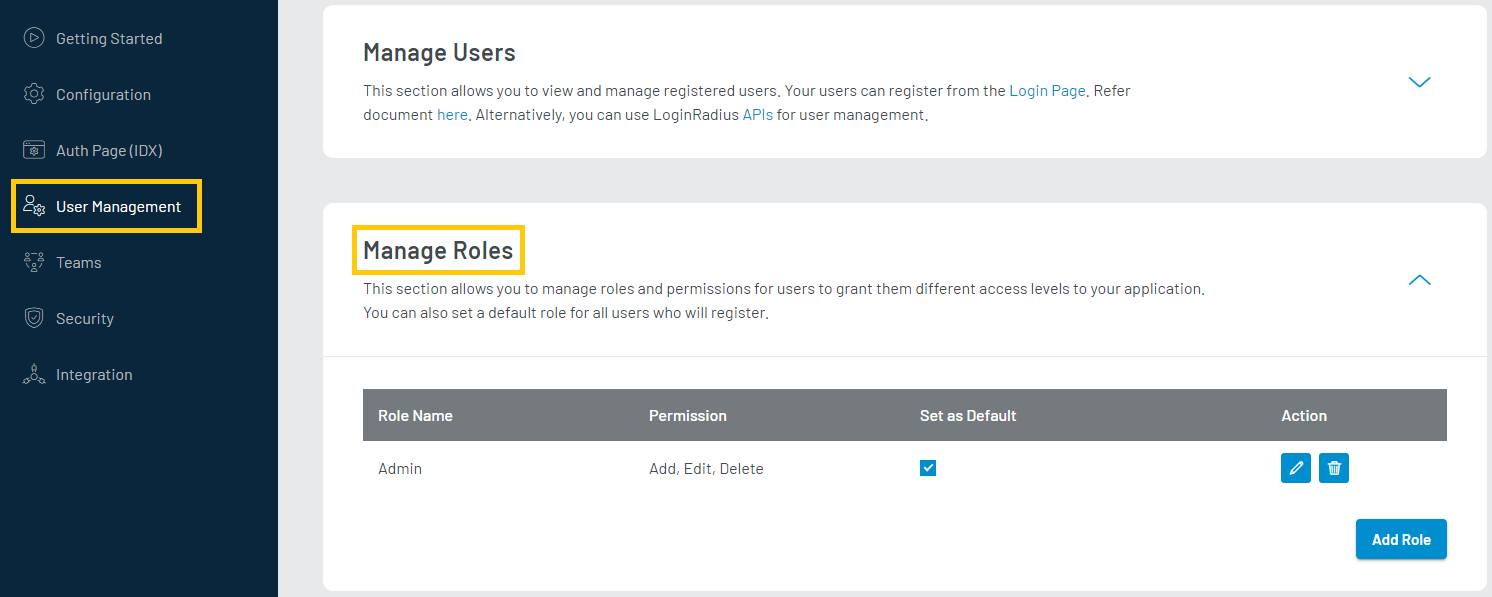 Getting Started
Configuration
Auth Page (IDX)
User Management
Teams
Security
Integration
Manage Users
This section allows you to view and manage registered users. Your users can register from the Login Page. Refer
document here. Alternatively, you can use LoginRadius APIs for user management.
Manage Roles
This section allows you to manage roles and permissions for users to grant them different access levels to your application.
You can also set a default role for all users who will register.
Role Name Permission Set as Default Action
Admin Add, Edit, Delete
Add Role